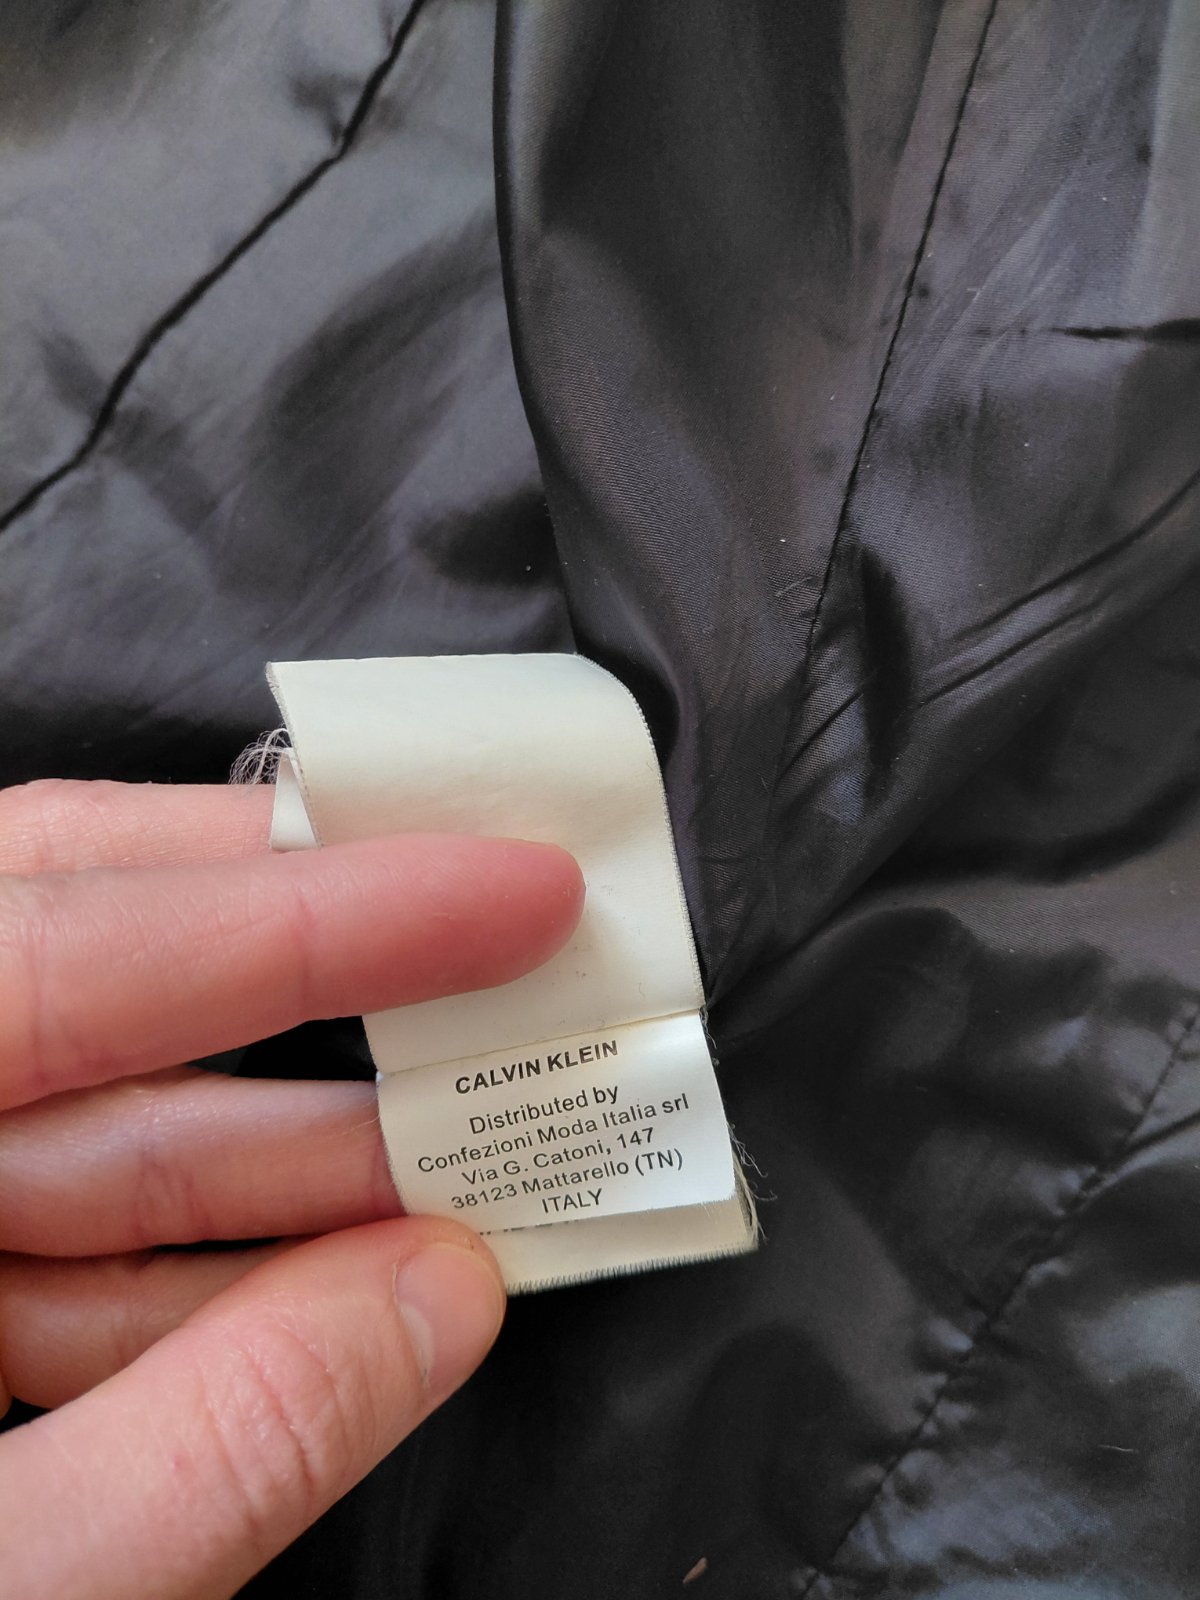 CALVIN KLEIN
Distributed by
Confezioni Moda Italia srl
Via G. Catoni, 147
38123 Mattarello (TN)
ITALY